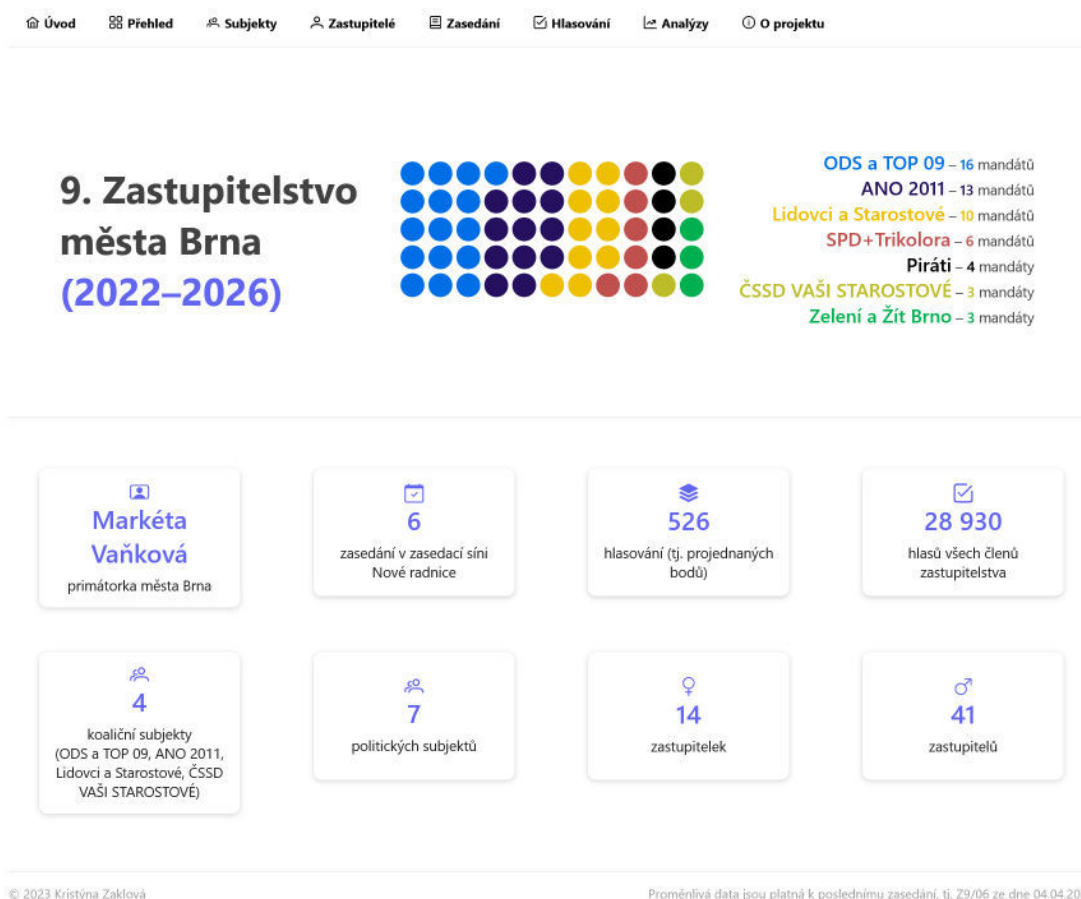 Úvod Přehled Subjekty Zastupitelé Zasedání Hlasování Analýzy O projektu
9. Zastupitelstvo
města Brna
(2022–2026)
ODS a TOP 09 – 16 mandátů
ANO 2011 – 13 mandátů
Lidovci a Starostové – 10 mandátů
SPD+Trikolora – 6 mandátů
Piráti – 4 mandáty
ČSSD VAŠI STAROSTOVÉ – 3 mandáty
Zelení a Žít Brno – 3 mandáty
Markéta
Vaňková
primátorka města Brna
6
zasedání v zasedací síni
Nové radnice
526
hlasování (tj. projednaných
bodů)
28 930
hlasů všech členů
zastupitelstva
4
koaliční subjekty
(ODS a TOP 09, ANO 2011,
Lidovci a Starostové, ČSSD
VAŠI STAROSTOVÉ)
7
politických subjektů
14
zastupitelek
41
zastupitelů
© 2023 Kristýna Zaklová
Proměnlivá data jsou platná k poslednímu zasedání, tj. Z9/06 ze dne 04.04.20